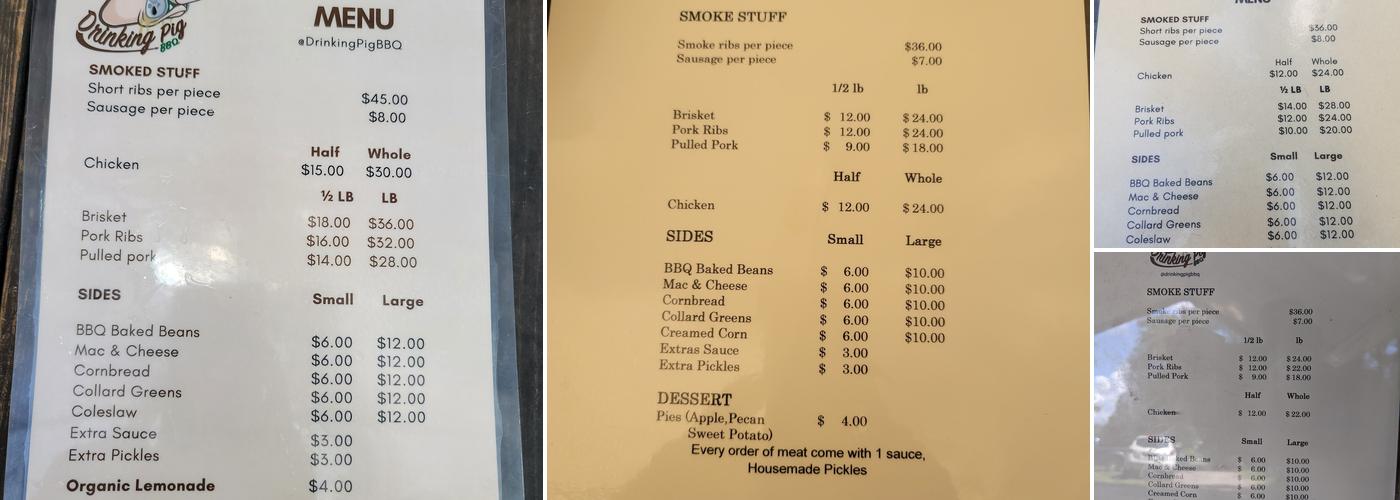 Drinking Pig
BBQ
MENU
@DrinkingPigBBQ
SMOKED STUFF
Short ribs per piece $45.00
Sausage per piece $8.00
Half Whole
Chicken $15.00 $30.00
½ LB LB
Brisket $18.00 $36.00
Pork Ribs $16.00 $32.00
Pulled pork $14.00 $28.00
SIDES Small Large
BBQ Baked Beans $6.00 $12.00
Mac & Cheese $6.00 $12.00
Cornbread $6.00 $12.00
Collard Greens $6.00 $12.00
Coleslaw $6.00 $12.00
Extra Sauce $3.00
Extra Pickles $3.00
Organic Lemonade $4.00
SMOKE STUFF
Smoke ribs per piece $36.00
Sausage per piece $7.00
1/2 lb lb
Brisket $ 12.00 $ 24.00
Pork Ribs $ 12.00 $ 24.00
Pulled Pork $ 9.00 $ 18.00
Half Whole
Chicken $ 12.00 $ 24.00
SIDES Small Large
BBQ Baked Beans $ 6.00 $10.00
Mac & Cheese $ 6.00 $10.00
Cornbread $ 6.00 $10.00
Collard Greens $ 6.00 $10.00
Creamed Corn $ 6.00 $10.00
Extras Sauce $ 3.00
Extra Pickles $ 3.00
DESSERT
Pies (Apple,Pecan $ 4.00
Sweet Potato)
Every order of meat come with 1 sauce,
Housemade Pickles
MENU
SMOKED STUFF
Short ribs per piece $36.00
Sausage per piece $8.00
Half Whole
Chicken $12.00 $24.00
½ LB LB
Brisket $14.00 $28.00
Pork Ribs $12.00 $24.00
Pulled pork $10.00 $20.00
SIDES Small Large
BBQ Baked Beans $6.00 $12.00
Mac & Cheese $6.00 $12.00
Cornbread $6.00 $12.00
Collard Greens $6.00 $12.00
Coleslaw $6.00 $12.00
Drinking Pig
@drinkingpigbbq
SMOKE STUFF
Smoke ribs per piece $36.00
Sausage per piece $7.00
1/2 lb lb
Brisket $ 12.00 $ 24.00
Pork Ribs $ 12.00 $ 22.00
Pulled Pork $ 9.00 $ 18.00
Half Whole
Chicken $ 12.00 $ 22.00
SIDES Small Large
BBQ Baked Beans $ 6.00 $10.00
Mac & Cheese $ 6.00 $10.00
Cornbread $ 6.00 $10.00
Collard Greens $ 6.00 $10.00
Creamed Corn $ 6.00 $10.00